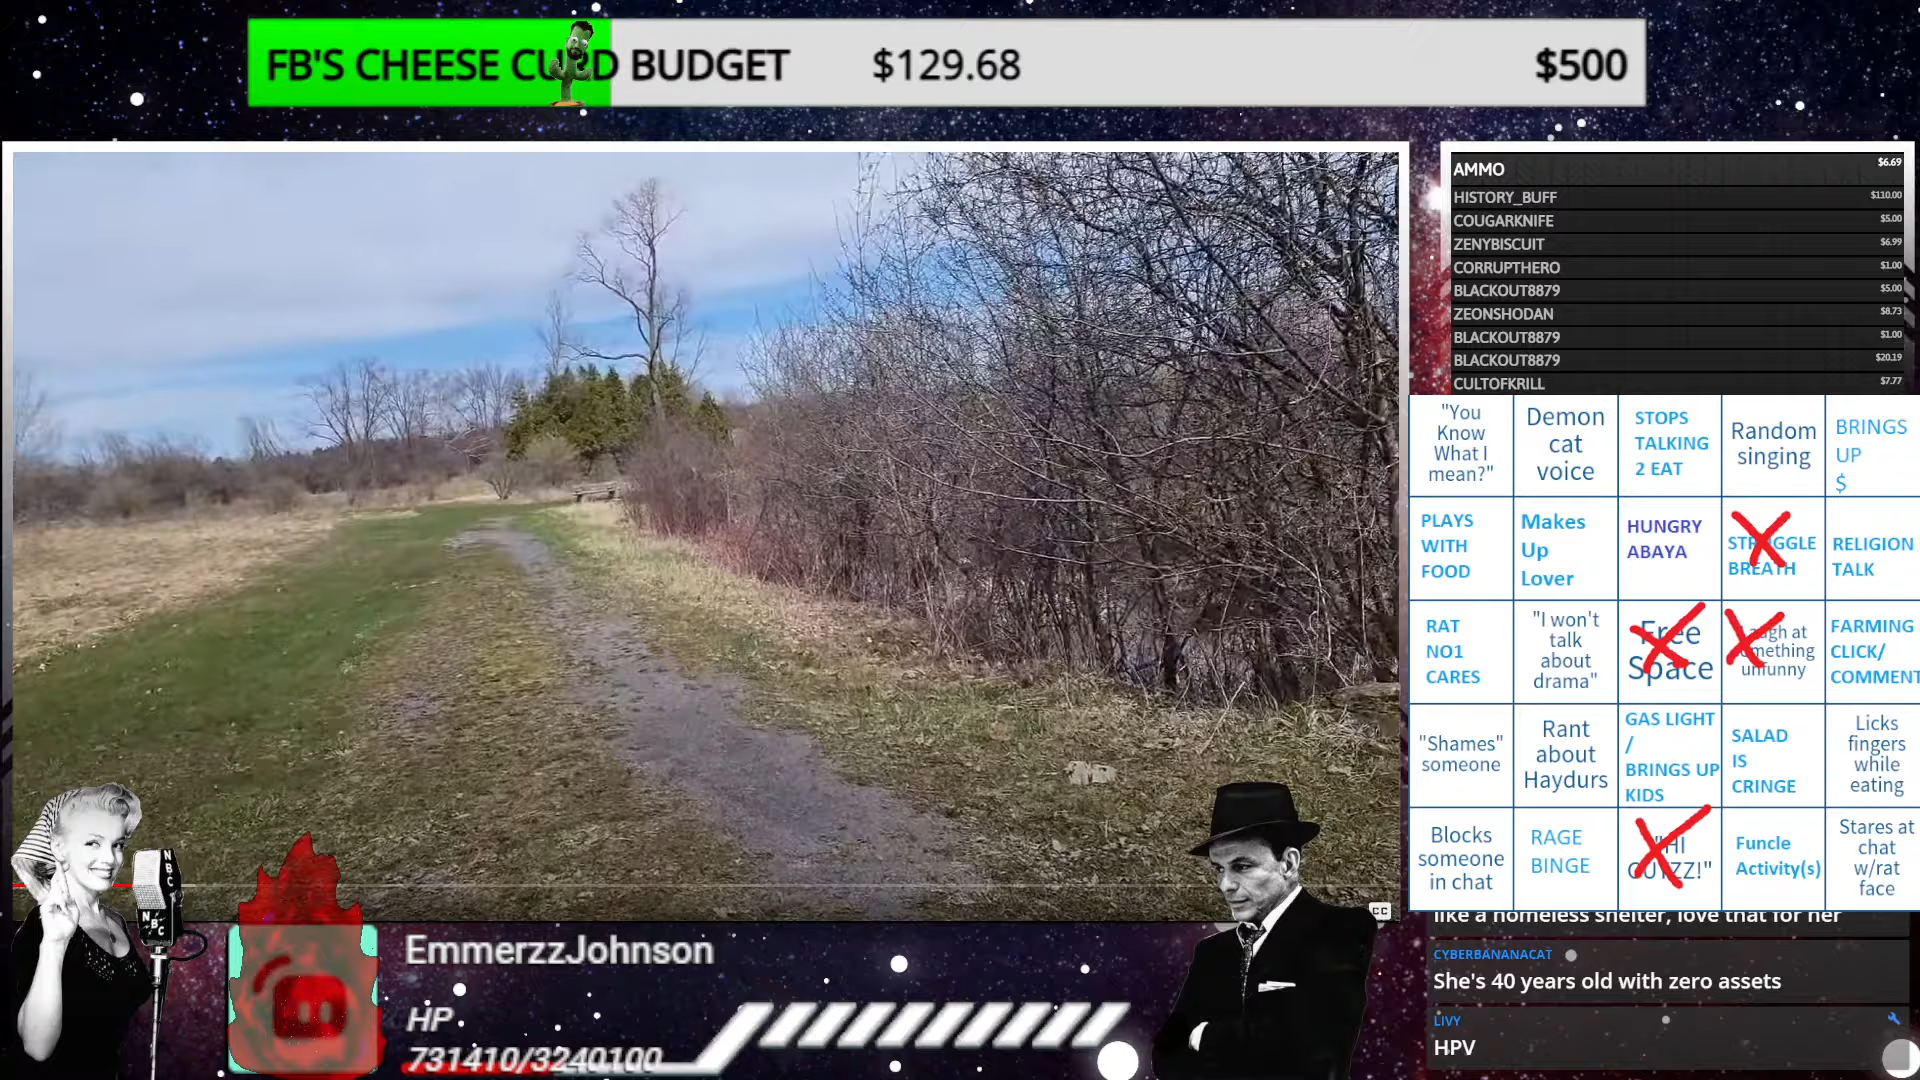 FB'S CHEESE CURD BUDGET $129.68 $500
AMMO $6.69
HISTORY_BUFF $110.00
COUGARKNIFE $5.00
ZENYBISCUIT $6.99
CORRUPTHERO $1.00
BLACKOUT8879 $5.00
ZEONSHODAN $8.73
BLACKOUT8879 $1.00
BLACKOUT8879 $20.19
CULTOFKRILL $7.77
"You
Know
What I
mean?"
Demon
cat
voice
STOPS
TALKING
2 EAT
Random
singing
BRINGS
UP
$
PLAYS
WITH
FOOD
Makes
Up
Lover
HUNGRY
ABAYA
STRUGGLE
BREATH
RELIGION
TALK
RAT
NO1
CARES
"I won't
talk
about
drama"
Free
Space
Laugh at
something
unfunny
FARMING
CLICK/
COMMENT
"Shames"
someone
Rant
about
Haydurs
GAS LIGHT
/
BRINGS UP
KIDS
SALAD
IS
CRINGE
Licks
fingers
while
eating
Blocks
someone
in chat
RAGE
BINGE
"HI
GUYZZ!"
Funcle
Activity(s)
Stares at
chat
w/rat
face
like a homeless shelter, love that for her
CYBERBANANACAT
She's 40 years old with zero assets
LIVY
HPV
CC
NBC
NBC
EmmerzzJohnson
HP
731410/3240100